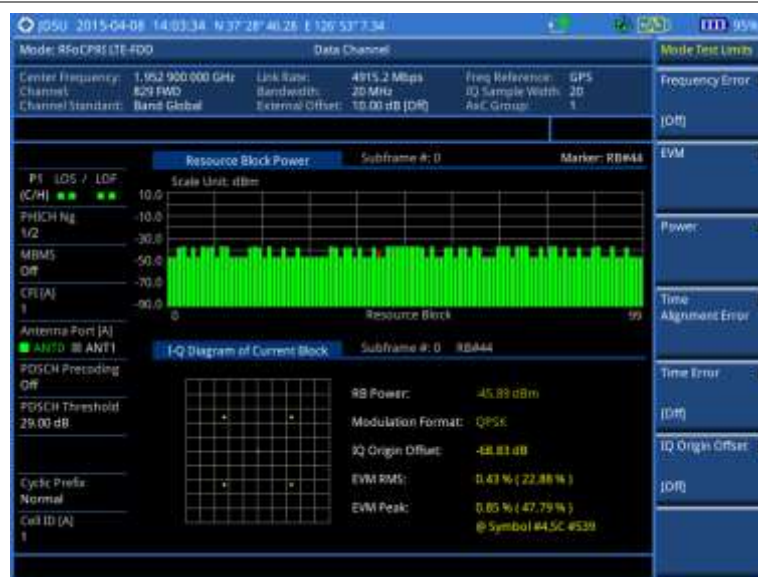 JDSU 2015-04-08 14:03:34 N 37° 28' 40.28 E 126° 53' 7.34 95%
Mode: RFoCPRI LTE-FDD Data Channel Mode Test Limits
Center Frequency: 1.952 900 000 GHz Link Rate: 4915.2 Mbps Freq Reference: GPS
Channel: 829 FWD Bandwidth: 20 MHz IQ Sample Width: 20
Channel Standard: Band Global External Offset: 10.00 dB [Off] AxC Group: 1
Frequency Error
[Off]
EVM
Power
Time
Alignment Error
Time Error
[Off]
IQ Origin Offset
[Off]
P1 LOS / LOF
(C/H)
PHICH Ng
1/2
MBMS
Off
CFI [A]
1
Antenna Port [A]
ANT0 ANT1
PDSCH Precoding
Off
PDSCH Threshold
29.00 dB
Cyclic Prefix
Normal
Cell ID [A]
1
Resource Block Power Subframe #: 0 Marker: RB#44
Scale Unit: dBm
10.0
-10.0
-30.0
-50.0
-70.0
-90.0
0 Resource Block 99
I-Q Diagram of Current Block Subframe #: 0 RB#44
RB Power: -45.89 dBm
Modulation Format: QPSK
IQ Origin Offset: -68.83 dB
EVM RMS: 0.43 % ( 22.88 % )
EVM Peak: 0.85 % ( 47.79 % )
@ Symbol #4,SC #539